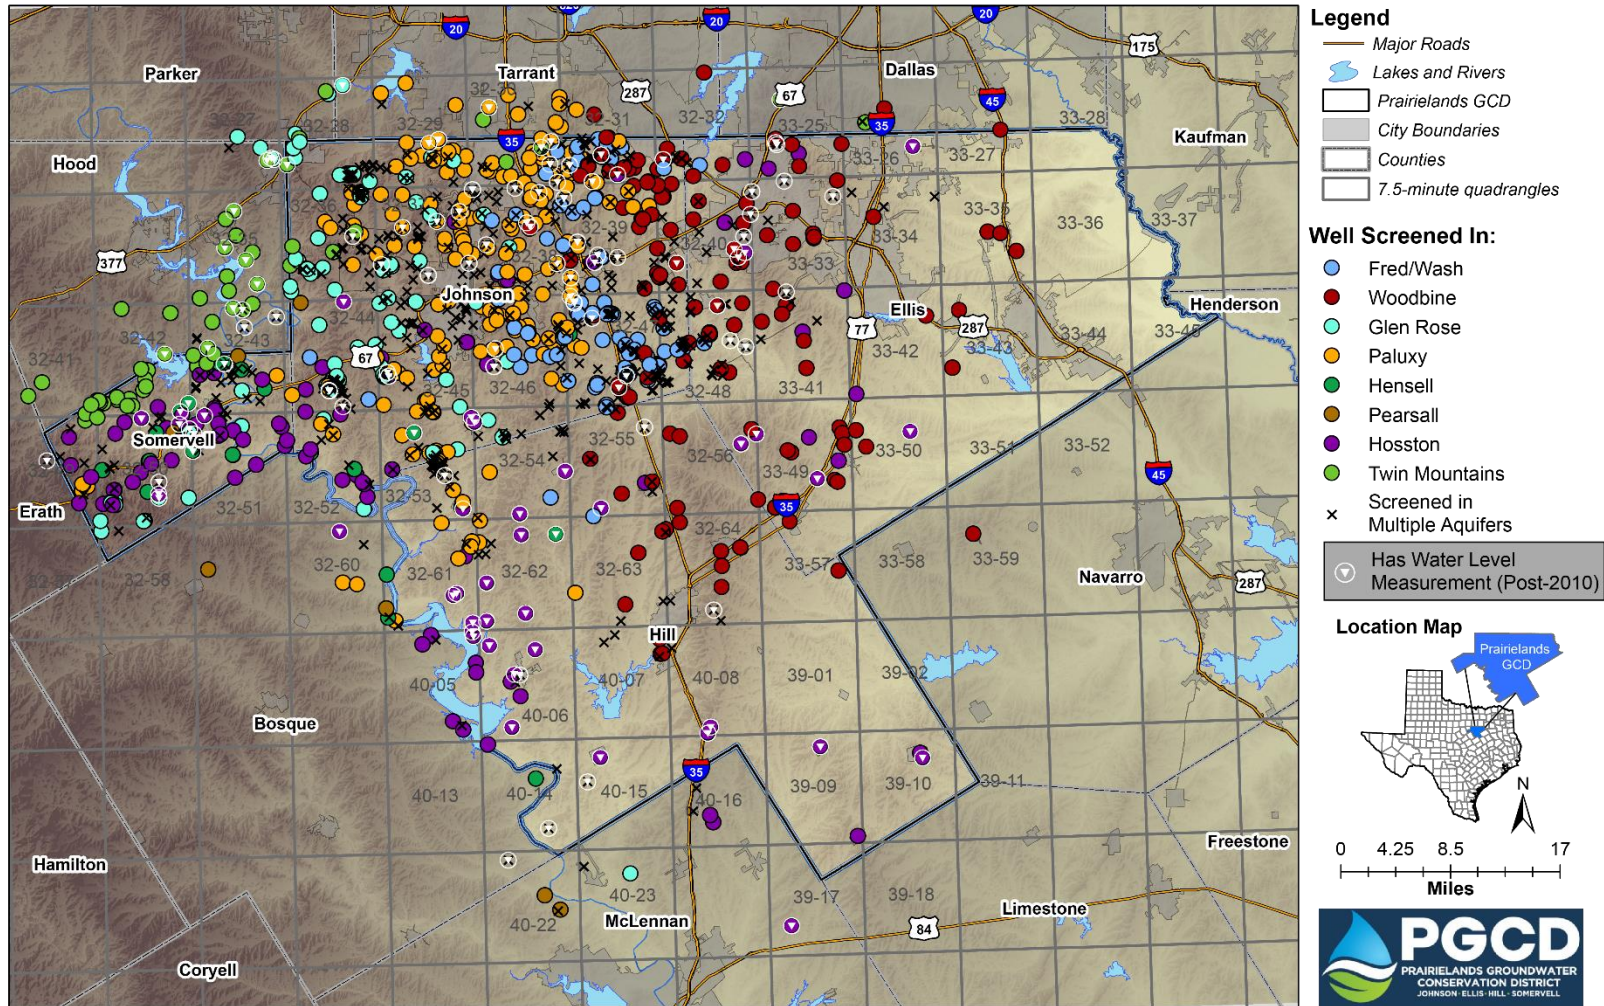 Legend
Major Roads
Lakes and Rivers
Prairielands GCD
City Boundaries
Counties
7.5-minute quadrangles
Well Screened In:
Fred/Wash
Woodbine
Glen Rose
Paluxy
Hensell
Pearsall
Hosston
Twin Mountains
Screened in
Multiple Aquifers
Has Water Level
Measurement (Post-2010)
Location Map
Prairielands
GCD
N
0 4.25 8.5 17
Miles
PGCD
PRAIRIELANDS GROUNDWATER
CONSERVATION DISTRICT
JOHNSON - ELLIS - HILL - SOMERVELL
20
20
20
175
Parker
Tarrant
Dallas
287
67
45
32-28
32-29
32-31
32-32
33-25
35
33-28
35
Kaufman
Hood
33-26
33-27
33-35
33-36
33-37
32-39
32-40
33-34
33-33
377
Johnson
Ellis
Henderson
32-44
32-42
32-43
67
77
287
33-44
33-45
32-41
32-45
32-46
32-48
33-41
33-42
33-43
Somervell
32-55
32-56
33-49
33-50
33-51
33-52
32-54
32-53
45
Erath
32-51
32-52
35
32-64
32-58
32-60
32-61
32-62
32-63
33-57
33-58
33-59
Navarro
287
Hill
40-05
40-07
40-08
39-01
39-02
Bosque
40-06
35
40-13
40-14
40-15
40-16
39-09
39-10
39-11
Freestone
Hamilton
40-23
39-17
39-18
40-22
McLennan
Limestone
84
Coryell